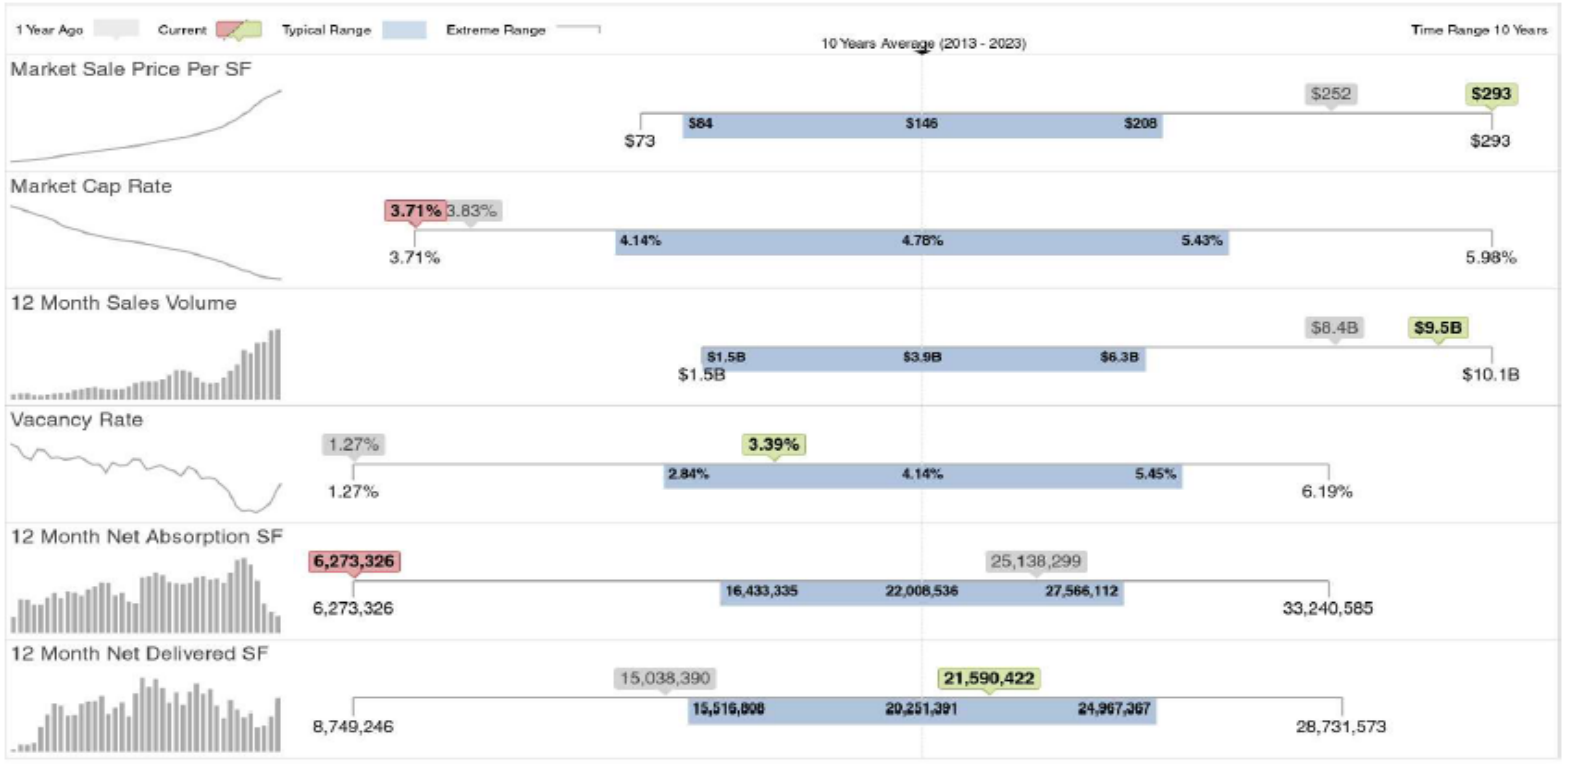 1 Year Ago Current Typical Range Extreme Range Time Range 10 Years
10 Years Average (2013 - 2023)
Market Sale Price Per SF
$252 $293
$84 $146 $208
$73 $293
Market Cap Rate
3.71% 3.83%
4.14% 4.78% 5.43%
3.71% 5.98%
12 Month Sales Volume
$8.4B $9.5B
$1.5B $3.9B $6.3B
$1.5B $10.1B
Vacancy Rate
1.27% 3.39%
2.84% 4.14% 5.45%
1.27% 6.19%
12 Month Net Absorption SF
6,273,326 25,138,299
16,433,335 22,008,536 27,566,112
6,273,326 33,240,585
12 Month Net Delivered SF
15,038,390 21,590,422
15,516,808 20,251,391 24,967,367
8,749,246 28,731,573